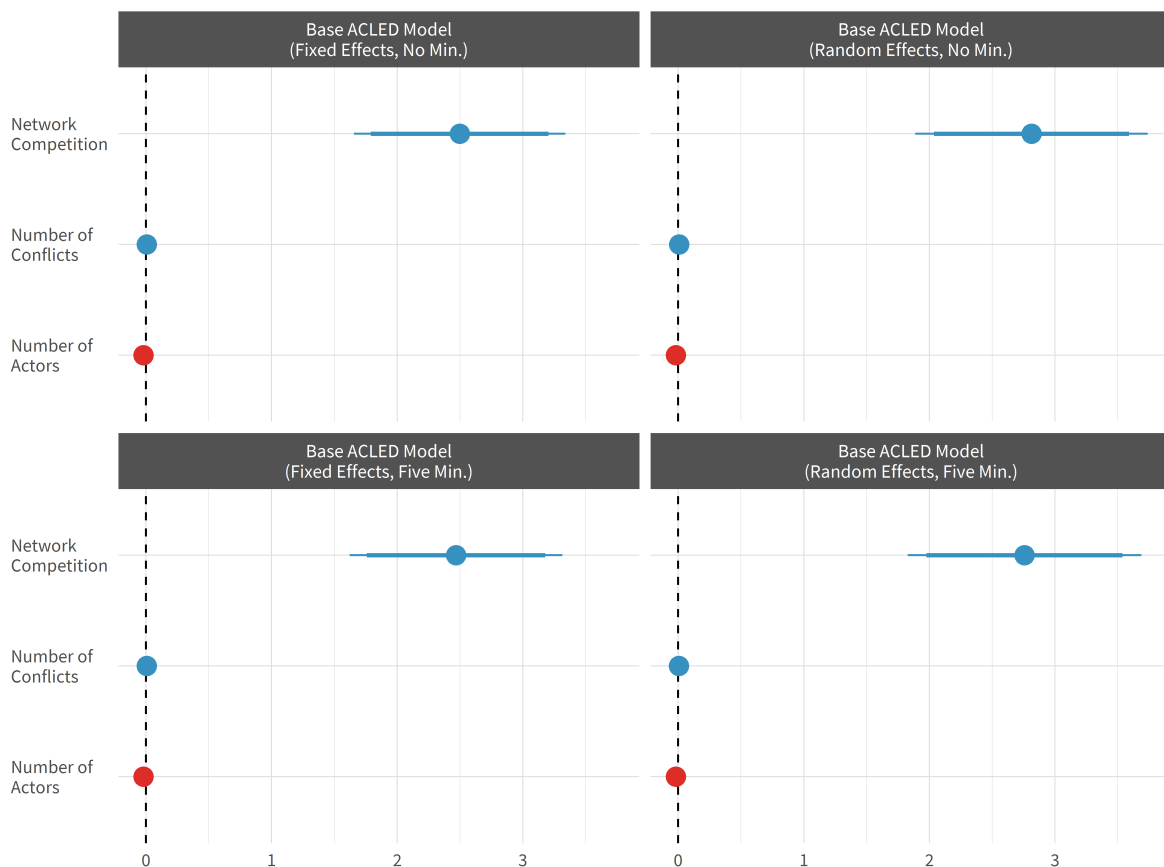 Base ACLED Model
(Fixed Effects, No Min.)
Base ACLED Model
(Random Effects, No Min.)
Network
Competition
Number of
Conflicts
Number of
Actors
Base ACLED Model
(Fixed Effects, Five Min.)
Base ACLED Model
(Random Effects, Five Min.)
Network
Competition
Number of
Conflicts
Number of
Actors
0 1 2 3
0 1 2 3